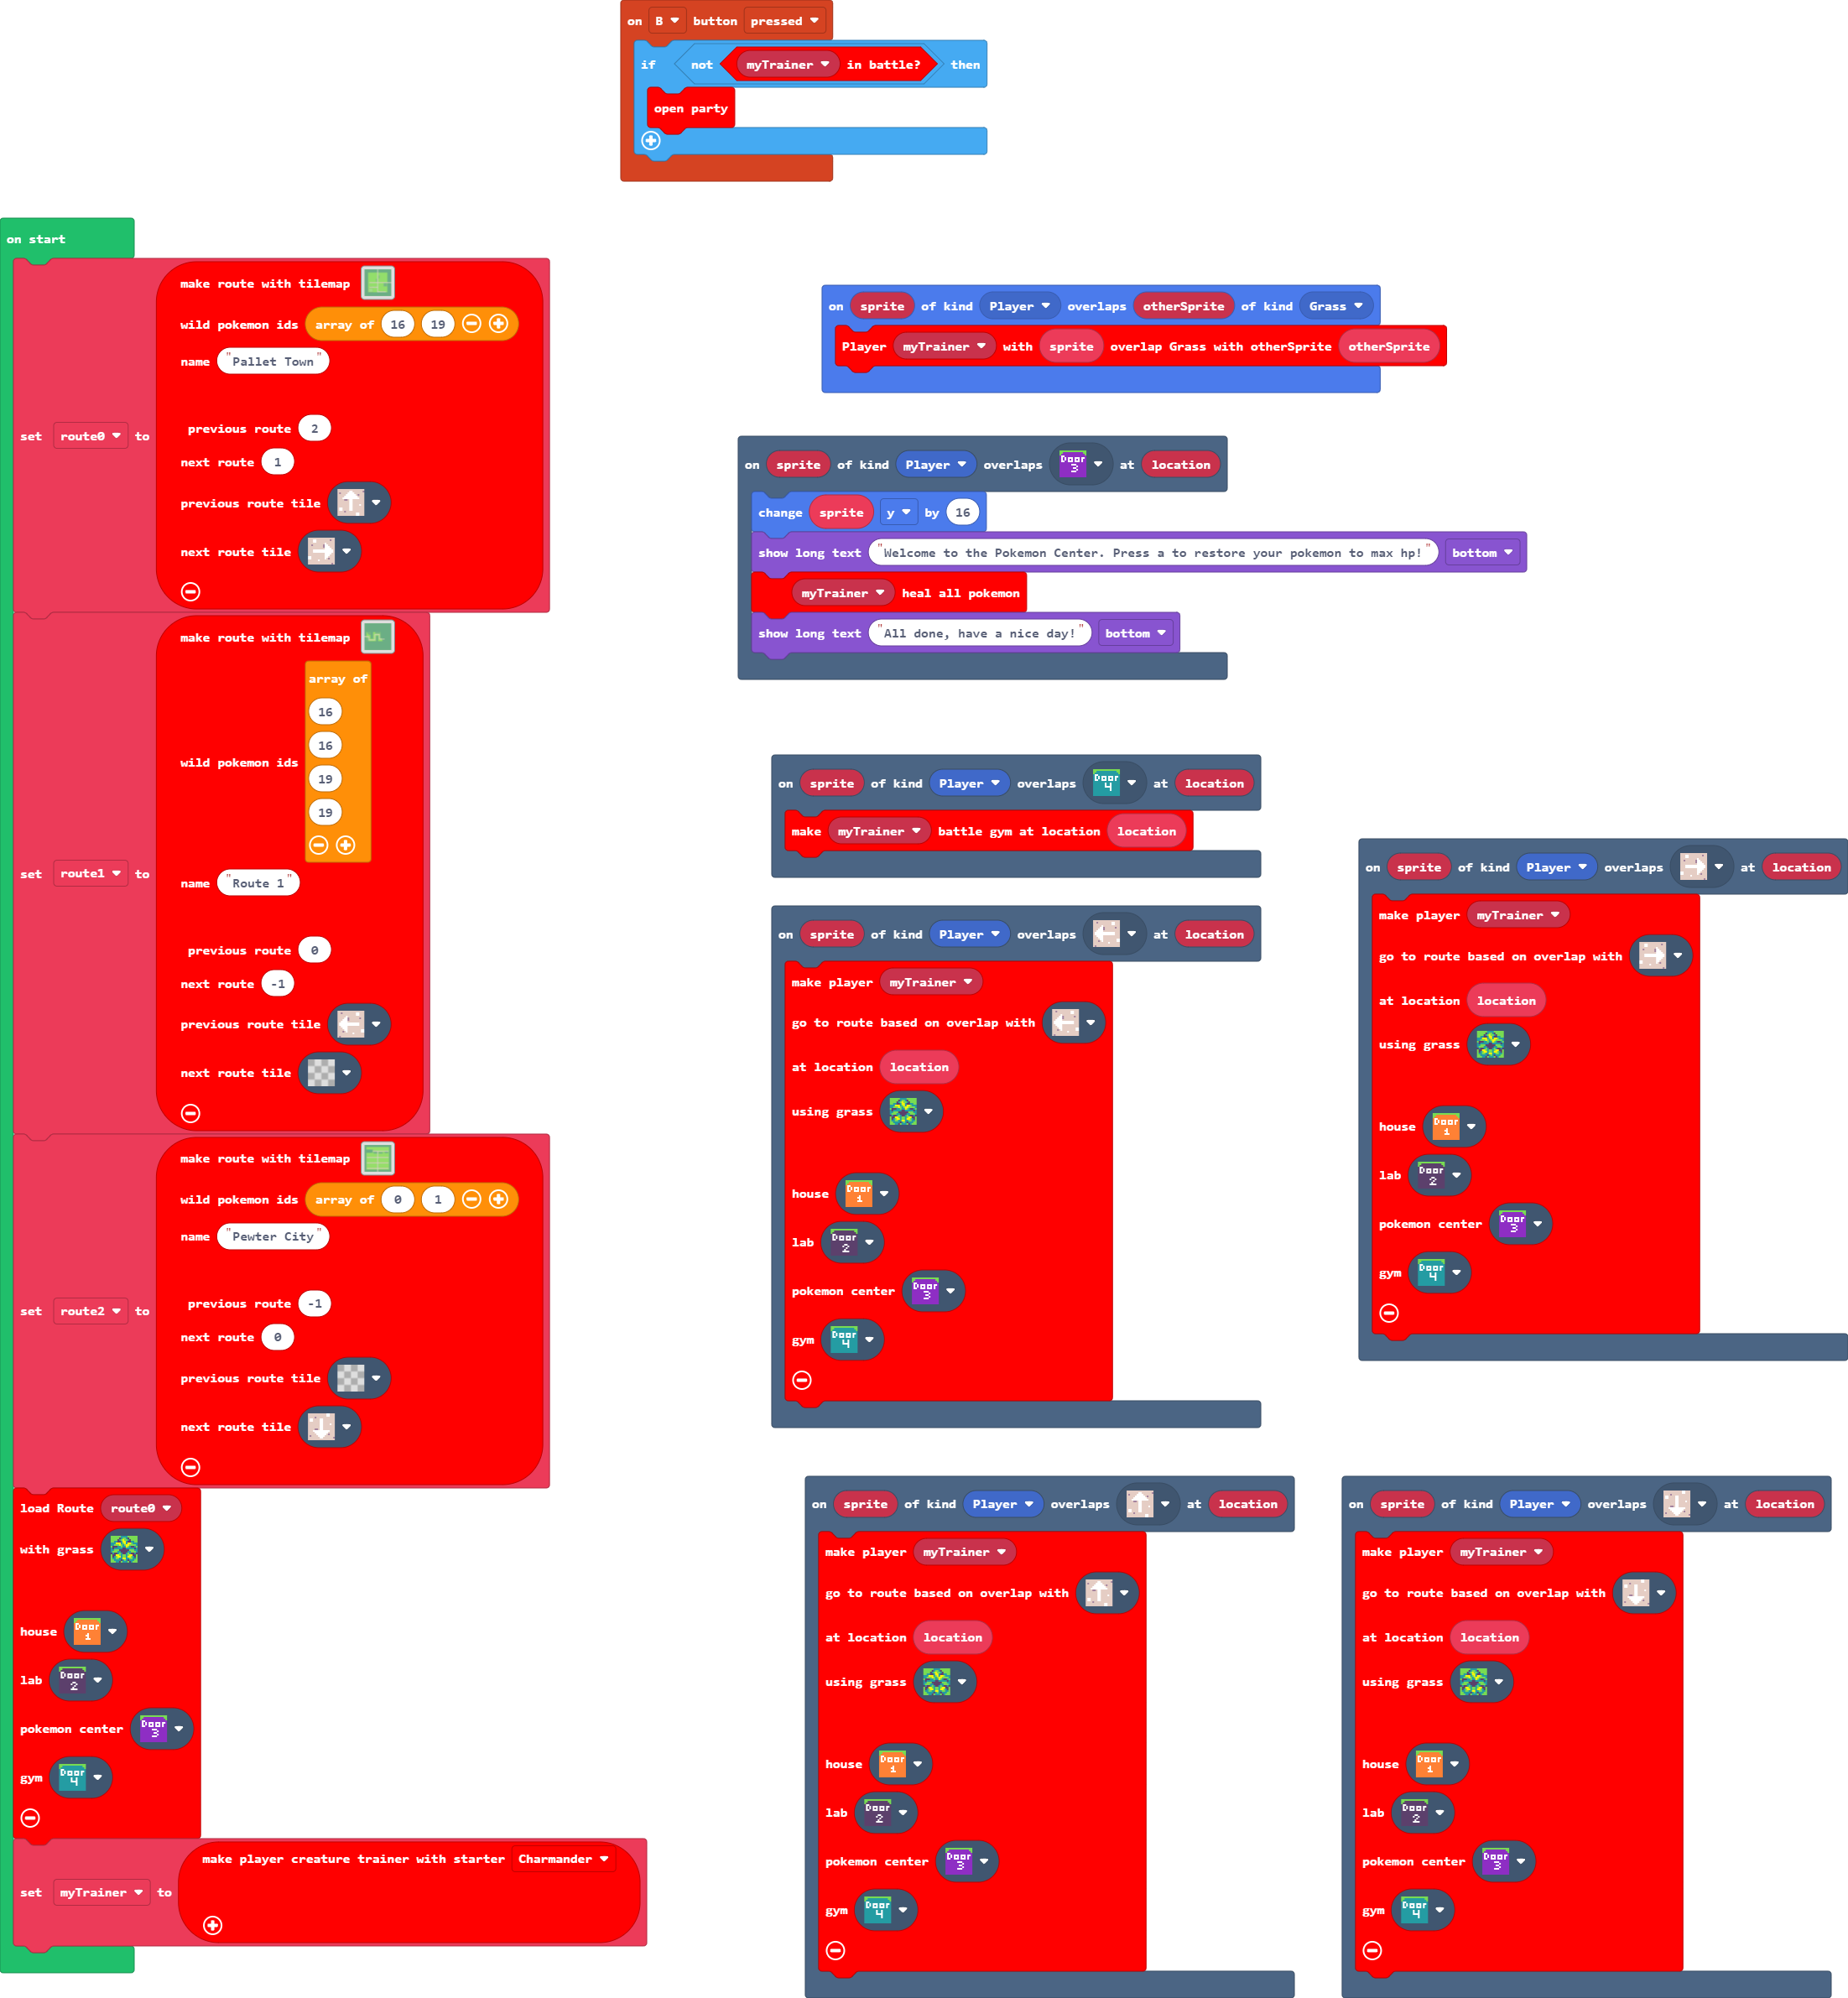 on B button pressed
if not myTrainer in battle? then
open party
on start
set route0 to
make route with tilemap
wild pokemon ids array of 16 19
name "Pallet Town"
previous route 2
next route 1
previous route tile
next route tile
set route1 to
make route with tilemap
wild pokemon ids
array of
16
16
19
19
name "Route 1"
previous route 0
next route -1
previous route tile
next route tile
set route2 to
make route with tilemap
wild pokemon ids array of 0 1
name "Pewter City"
previous route -1
next route 0
previous route tile
next route tile
load Route route0
with grass
house Door 1
lab Door 2
pokemon center Door 3
gym Door 4
set myTrainer to
make player creature trainer with starter Charmander
on sprite of kind Player overlaps otherSprite of kind Grass
Player myTrainer with sprite overlap Grass with otherSprite otherSprite
on sprite of kind Player overlaps Door 3 at location
change sprite y by 16
show long text "Welcome to the Pokemon Center. Press a to restore your pokemon to max hp!" bottom
myTrainer heal all pokemon
show long text "All done, have a nice day!" bottom
on sprite of kind Player overlaps Door 4 at location
make myTrainer battle gym at location location
on sprite of kind Player overlaps at location
make player myTrainer
go to route based on overlap with
at location location
using grass
house Door 1
lab Door 2
pokemon center Door 3
gym Door 4
on sprite of kind Player overlaps at location
make player myTrainer
go to route based on overlap with
at location location
using grass
house Door 1
lab Door 2
pokemon center Door 3
gym Door 4
on sprite of kind Player overlaps at location
make player myTrainer
go to route based on overlap with
at location location
using grass
house Door 1
lab Door 2
pokemon center Door 3
gym Door 4
on sprite of kind Player overlaps at location
make player myTrainer
go to route based on overlap with
at location location
using grass
house Door 1
lab Door 2
pokemon center Door 3
gym Door 4